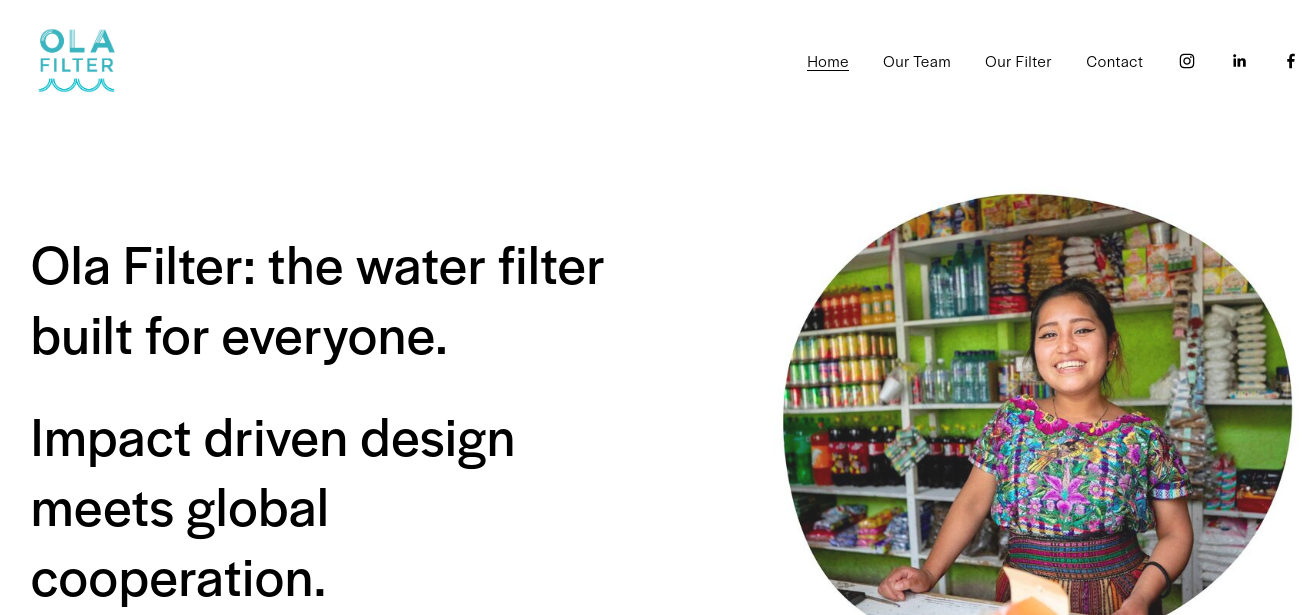 OLA
FILTER
Home Our Team Our Filter Contact
Ola Filter: the water filter
built for everyone.
Impact driven design
meets global
cooperation.